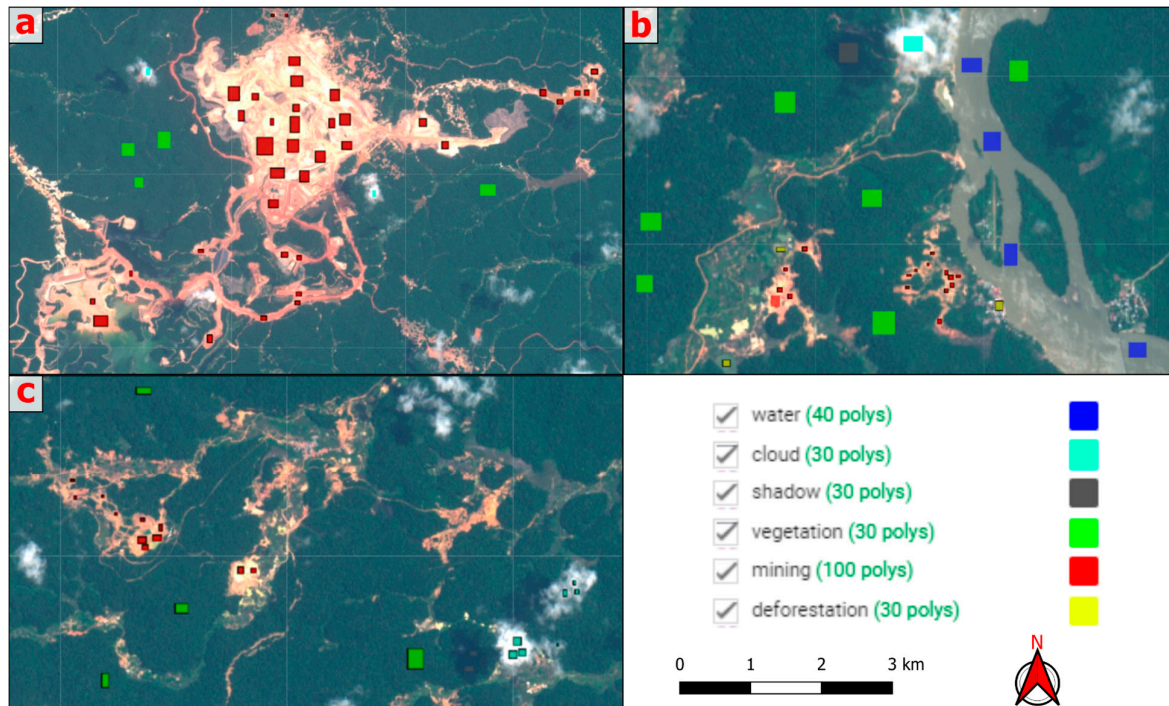 a
b
c
water (40 polys)
cloud (30 polys)
shadow (30 polys)
vegetation (30 polys)
mining (100 polys)
deforestation (30 polys)
0 1 2 3 km
N